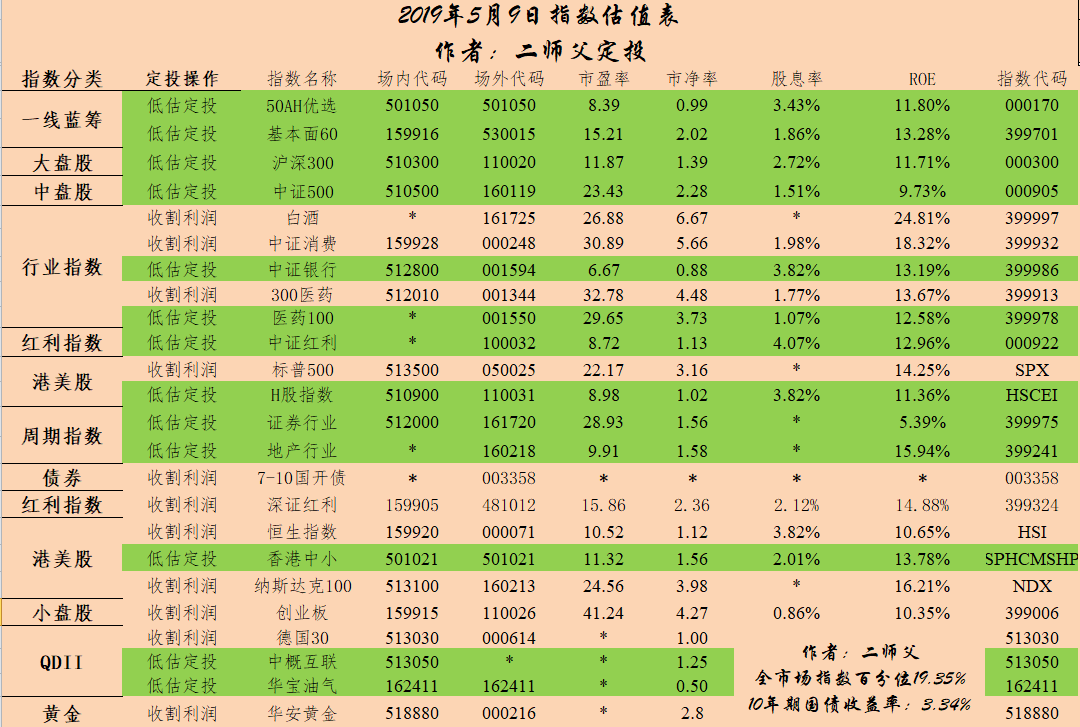 2019年5月9日指数估值表
作者：二师父定投
指数分类 定投操作 指数名称 场内代码 场外代码 市盈率 市净率 股息率 ROE 指数代码
一线蓝筹 低估定投 50AH优选 501050 501050 8.39 0.99 3.43% 11.80% 000170
低估定投 基本面60 159916 530015 15.21 2.02 1.86% 13.28% 399701
大盘股 低估定投 沪深300 510300 110020 11.87 1.39 2.72% 11.71% 000300
中盘股 低估定投 中证500 510500 160119 23.43 2.28 1.51% 9.73% 000905
行业指数 收割利润 白酒 * 161725 26.88 6.67 * 24.81% 399997
收割利润 中证消费 159928 000248 30.89 5.66 1.98% 18.32% 399932
低估定投 中证银行 512800 001594 6.67 0.88 3.82% 13.19% 399986
收割利润 300医药 512010 001344 32.78 4.48 1.77% 13.67% 399913
低估定投 医药100 * 001550 29.65 3.73 1.07% 12.58% 399978
红利指数 低估定投 中证红利 * 100032 8.72 1.13 4.07% 12.96% 000922
港美股 收割利润 标普500 513500 050025 22.17 3.16 * 14.25% SPX
低估定投 H股指数 510900 110031 8.98 1.02 3.82% 11.36% HSCEI
周期指数 低估定投 证券行业 512000 161720 28.93 1.56 * 5.39% 399975
低估定投 地产行业 * 160218 9.91 1.58 * 15.94% 399241
债券 收割利润 7-10国开债 * 003358 * * * * 003358
红利指数 收割利润 深证红利 159905 481012 15.86 2.36 2.12% 14.88% 399324
港美股 收割利润 恒生指数 159920 000071 10.52 1.12 3.82% 10.65% HSI
低估定投 香港中小 501021 501021 11.32 1.56 2.01% 13.78% SPHCMSHP
收割利润 纳斯达克100 513100 160213 24.56 3.98 * 16.21% NDX
小盘股 收割利润 创业板 159915 110026 41.24 4.27 0.86% 10.35% 399006
QDII 收割利润 德国30 513030 000614 * 1.00 513030
低估定投 中概互联 513050 * * 1.25 513050
低估定投 华宝油气 162411 162411 * 0.50 162411
黄金 收割利润 华安黄金 518880 000216 * 2.8 518880
作者：二师父
全市场指数百分位19.35%
10年期国债收益率：3.34%